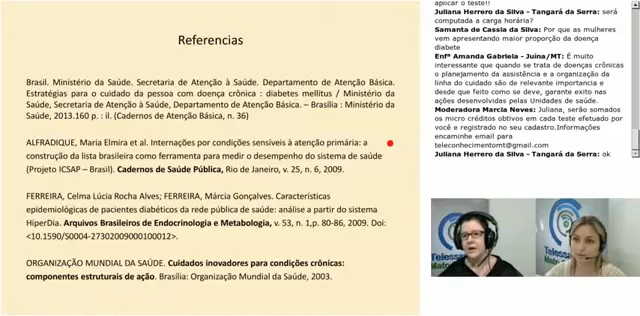 Referencias
Brasil. Ministério da Saúde. Secretaria de Atenção à Saúde. Departamento de Atenção Básica.
Estratégias para o cuidado da pessoa com doença crônica : diabetes mellitus / Ministério da
Saúde, Secretaria de Atenção à Saúde, Departamento de Atenção Básica. – Brasília : Ministério da
Saúde, 2013.160 p. : il. (Cadernos de Atenção Básica, n. 36)
ALFRADIQUE, Maria Elmira et al. Internações por condições sensíveis à atenção primária: a
construção da lista brasileira como ferramenta para medir o desempenho do sistema de saúde
(Projeto ICSAP – Brasil). Cadernos de Saúde Pública, Rio de Janeiro, v. 25, n. 6, 2009.
FERREIRA, Celma Lúcia Rocha Alves; FERREIRA, Márcia Gonçalves. Características
epidemiológicas de pacientes diabéticos da rede pública de saúde: análise a partir do sistema
HiperDia. Arquivos Brasileiros de Endocrinologia e Metabologia, v. 53, n. 1,p. 80-86, 2009. Doi:
<10.1590/S0004-27302009000100012>.
ORGANIZAÇÃO MUNDIAL DA SAÚDE. Cuidados inovadores para condições crônicas:
componentes estruturais de ação. Brasília: Organização Mundial da Saúde, 2003.
aplicar o teste!!
Juliana Herrero da Silva - Tangará da Serra: será
computada a carga horária?
Samanta de Cassia da Silva: Por que as mulheres
vem apresentando maior proporção da doença
diabete
Enfª Amanda Gabriela - Juína/MT: É muito
interessante que quando se trata de doenças crônicos
o planejamento da assistência e a organização da
linha do cuidado são de relevante importancia e
desde que feito como se deve, garante exito nas
ações desenvolvidas pelas Unidades de saúde.
Moderadora Marcia Neves: Juliana, serão somados
os micro créditos obtivos em cada teste efetuado por
você e registrado no seu cadastro.Informações
encaminhe email para
teleconhecimentomt@gmail.com
Juliana Herrero da Silva - Tangará da Serra: ok
Telessa
Mato G
Telessa
Mato